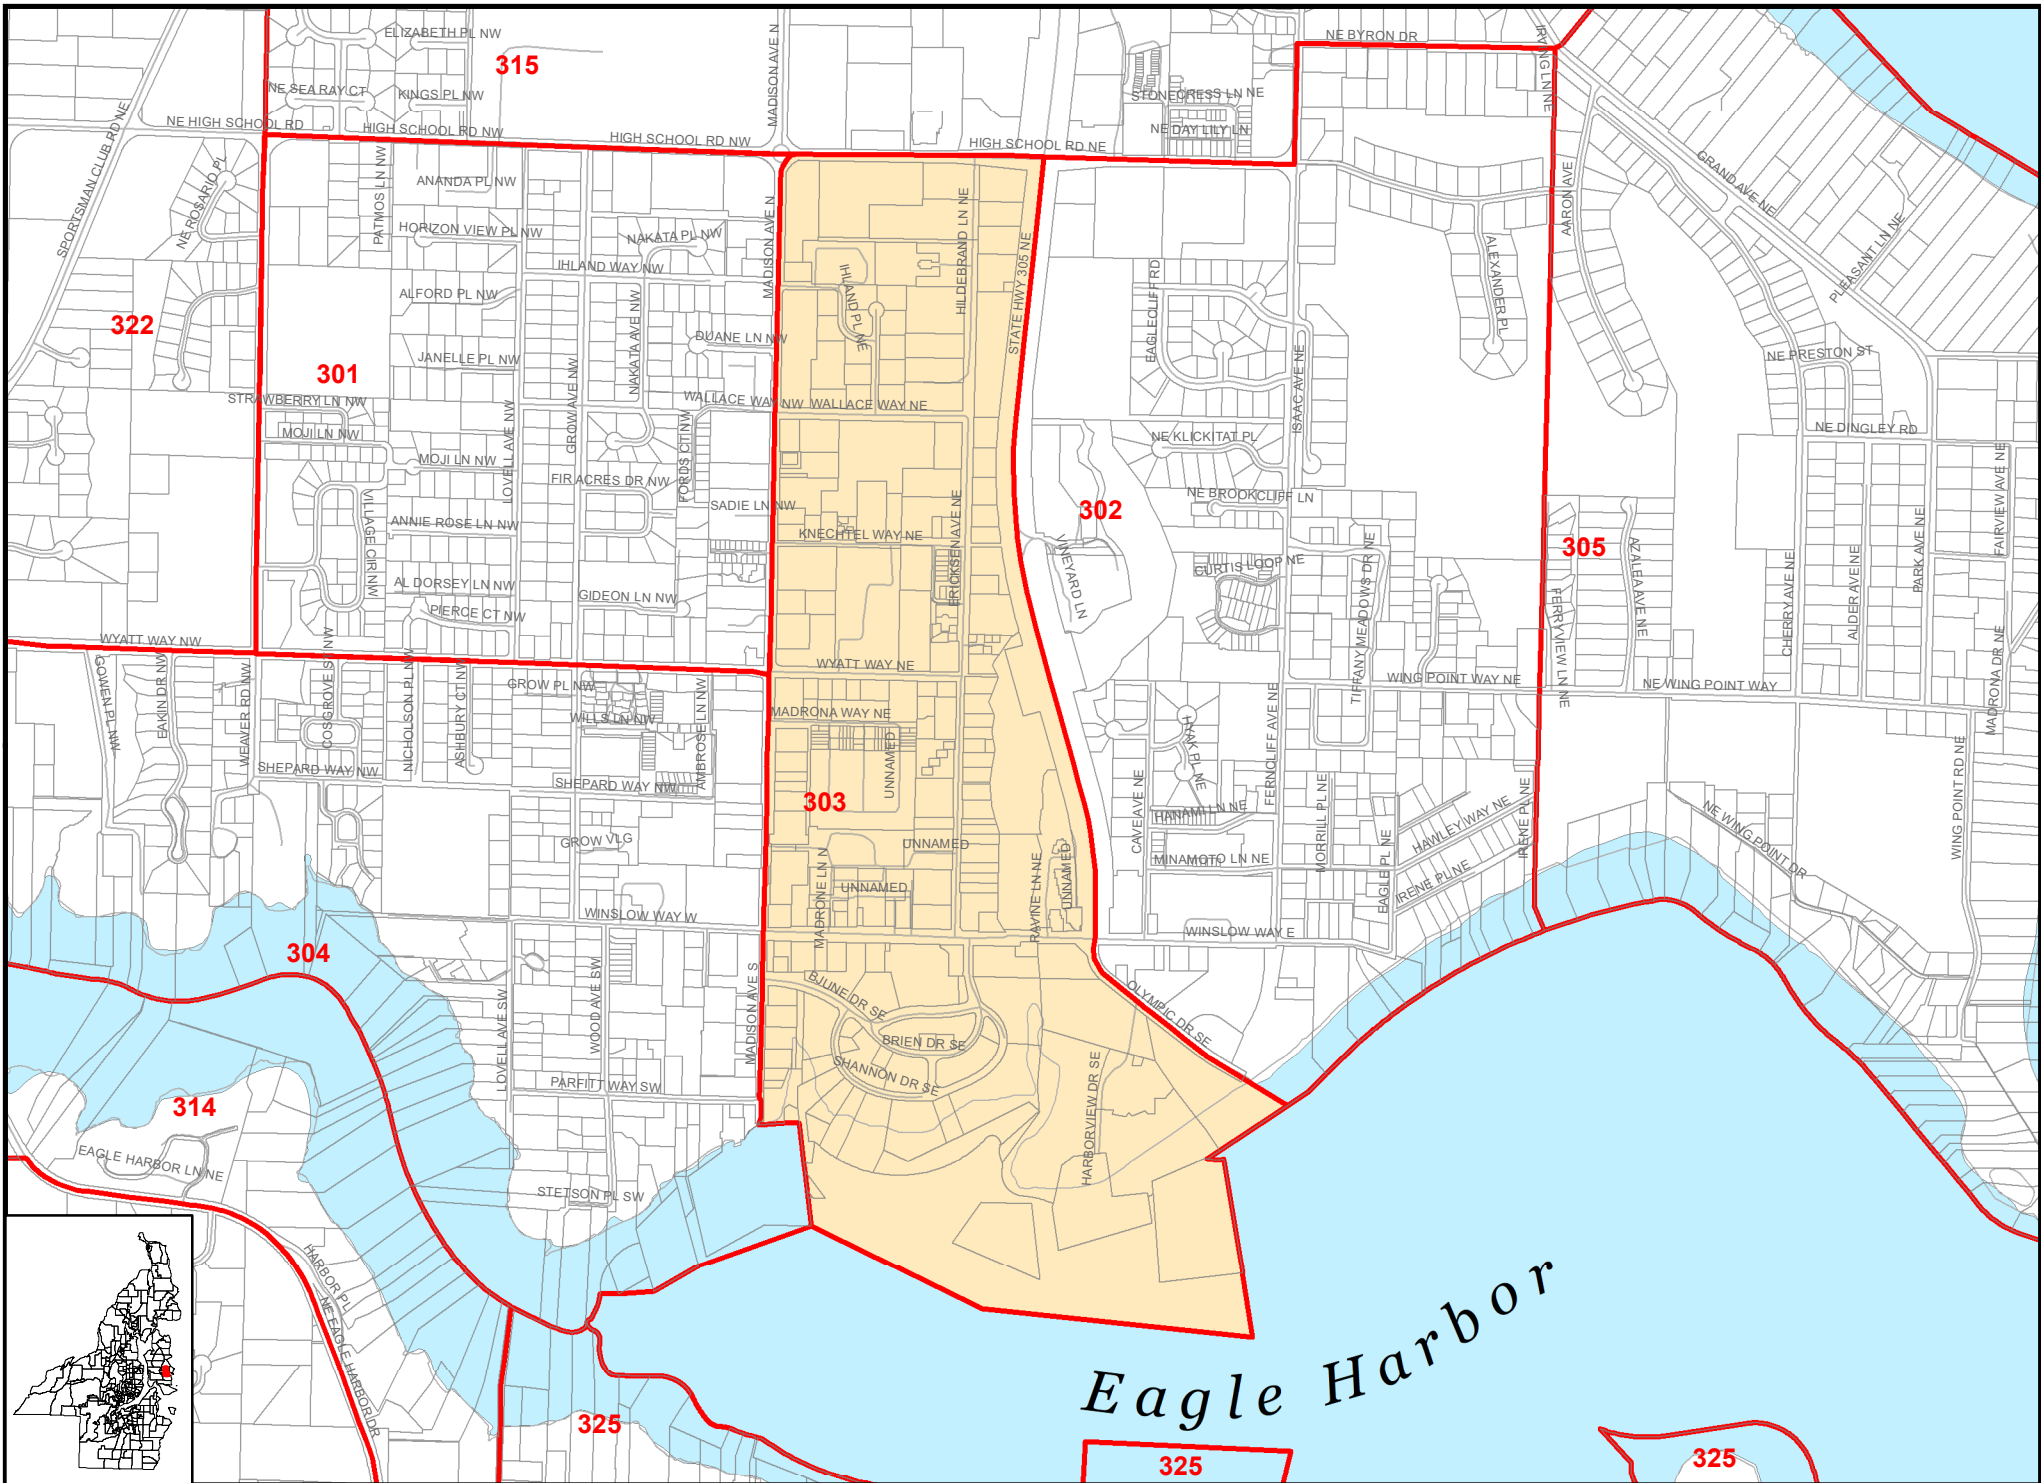 ELIZABETH PL NW
315
NE SEA RAY CT
KINGS PL NW
NE HIGH SCHOOL RD
HIGH SCHOOL RD NW
HIGH SCHOOL RD NW
MADISON AVE N
HIGH SCHOOL RD NE
STONECRESS LN NE
NE DAY LILY LN
NE BYRON DR
IRVING LN NE
SPORTSMAN CLUB RD NE
NE ROSARIO PL
PATMOS LN NW
ANANDA PL NW
HORIZON VIEW PL NW
NAKATA PL NW
IHLAND WAY NW
MADISON AVE N
ALFORD PL NW
NAKATA AVE NW
DUANE LN NW
JANELLE PL NW
GROW AVE NW
322
301
STRAWBERRY LN NW
MOJI LN NW
MOJI LN NW
LOVELL AVE NW
WALLACE WAY NW
WALLACE WAY NE
FORDS CT NW
FIR ACRES DR NW
SADIE LN NW
VILLAGE CIR NW
ANNIE ROSE LN NW
AL DORSEY LN NW
PIERCE CT NW
GIDEON LN NW
IHLAND PL NE
HILDEBRAND LN NE
STATE HWY 305 NE
KNECHTEL WAY NE
ERICKSEN AVE NE
WYATT WAY NE
MADRONA WAY NE
UNNAMED
303
UNNAMED
UNNAMED
MADRONE LN N
RAVINE LN NE
UNNAMED
EAGLECLIFF RD
ISAAC AVE NE
ALEXANDER PL
AARON AVE
GRAND AVE NE
PLEASANT LN NE
NE PRESTON ST
NE DINGLEY RD
NE KLICKITAT PL
NE BROOKCLIFF LN
302
VINEYARD LN
CURTIS LOOP NE
TIFFANY MEADOWS DR NE
305
AZALEA AVE NE
FERRYVIEW LN NE
CHERRY AVE NE
ALDER AVE NE
PARK AVE NE
FAIRVIEW AVE NE
MADRONA DR NE
WING POINT WAY NE
NE WING POINT WAY
WING POINT RD NE
NE WING POINT DR
HYAK PL NE
CAVE AVE NE
FERNCLIFF AVE NE
HANAMI LN NE
MINAMOTO LN NE
MORRILL PL NE
EAGLE PL NE
HAWLEY WAY NE
IRENE PL NE
IRENE PL NE
WINSLOW WAY E
OLYMPIC DR SE
WYATT WAY NW
GOWEN PL NW
EAKIN DR NW
WEAVER RD NW
COSGROVE ST NW
NICHOLSON PL NW
ASHBURY CT NW
GROW PL NW
WILLS LN NW
AMBROSE LN NW
SHEPARD WAY NW
SHEPARD WAY NW
GROW VLG
WINSLOW WAY W
304
LOVELL AVE SW
WOOD AVE SW
MADISON AVE S
PARFITT WAY SW
STETSON PL SW
BJUNE DR SE
BRIEN DR SE
SHANNON DR SE
HARBORVIEW DR SE
314
EAGLE HARBOR LN NE
HARBOR PL
NE EAGLE HARBOR DR
Eagle Harbor
325
325
325